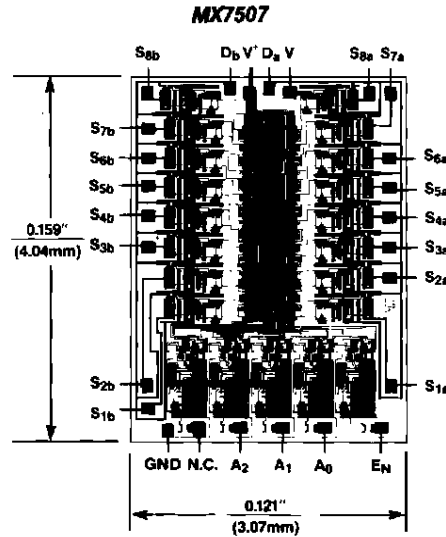 MX7507
S8b Db V+ Da V S8a S7a
S7b
S6b S6a
S5b S5a
S4b S4a
S3b S3a
S2a
0.159"
(4.04mm)
S2b S1a
S1b
GND N.C. A2 A1 A0 EN
0.121"
(3.07mm)